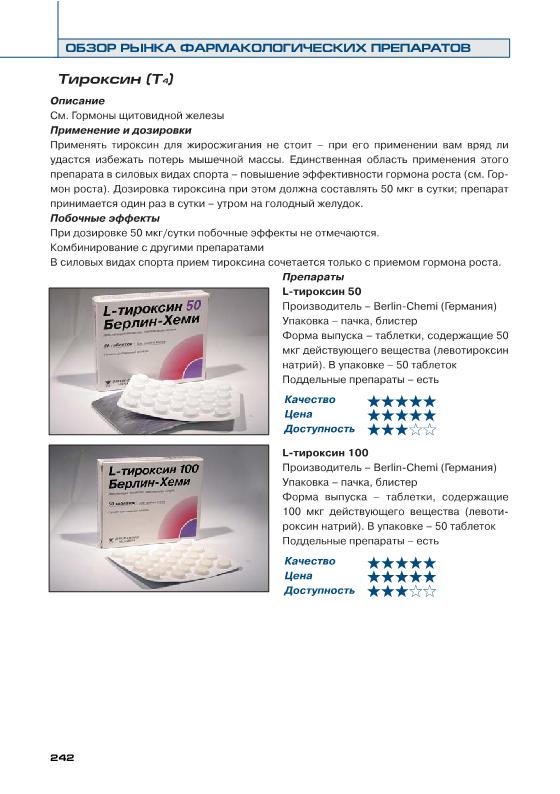 ОБЗОР РЫНКА ФАРМАКОЛОГИЧЕСКИХ ПРЕПАРАТОВ
Тироксин (Т4)
Описание
См. Гормоны щитовидной железы
Применение и дозировки
Применять тироксин для жиросжигания не стоит – при его применении вам вряд ли
удастся избежать потерь мышечной массы. Единственная область применения этого
препарата в силовых видах спорта – повышение эффективности гормона роста (см. Гор-
мон роста). Дозировка тироксина при этом должна составлять 50 мкг в сутки; препарат
принимается один раз в сутки – утром на голодный желудок.
Побочные эффекты
При дозировке 50 мкг/сутки побочные эффекты не отмечаются.
Комбинирование с другими препаратами
В силовых видах спорта прием тироксина сочетается только с приемом гормона роста.
Препараты
L-тироксин 50
Производитель – Berlin-Chemi (Германия)
Упаковка – пачка, блистер
Форма выпуска – таблетки, содержащие 50
мкг действующего вещества (левотироксин
натрий). В упаковке – 50 таблеток
Поддельные препараты – есть
Качество
Цена
Доступность
L-тироксин 50
Берлин-Хеми
L-тироксин 100
Производитель – Berlin-Chemi (Германия)
Упаковка – пачка, блистер
Форма выпуска – таблетки, содержащие
100 мкг действующего вещества (левоти-
роксин натрий). В упаковке – 50 таблеток
Поддельные препараты – есть
Качество
Цена
Доступность
L-тироксин 100
Берлин-Хеми
50 таблеток
242